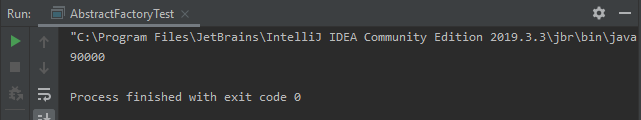 Run: AbstractFactoryTest
"C:\Program Files\JetBrains\IntelliJ IDEA Community Edition 2019.3.3\jbr\bin\java
90000
Process finished with exit code 0